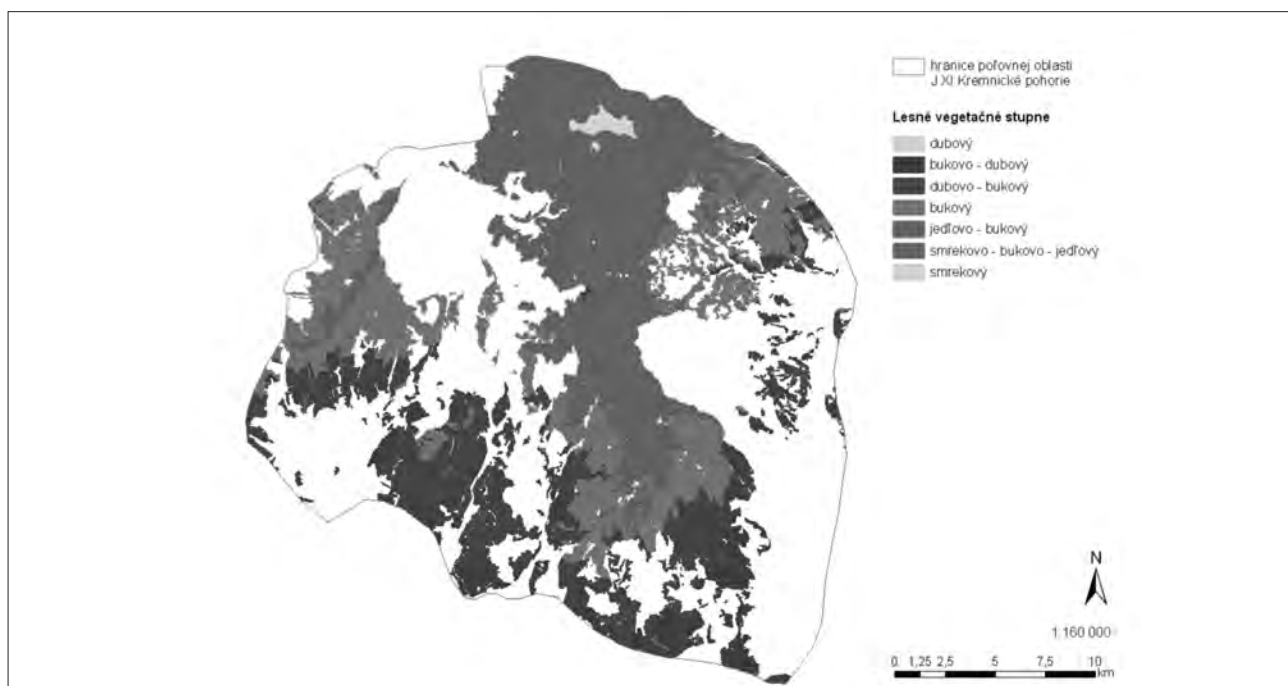 hranice poľovnej oblasti
J XI Kremnické pohorie
Lesné vegetačné stupne
dubový
bukovo - dubový
dubovo - bukový
bukový
jedľovo - bukový
smrekovo - bukovo - jedľový
smrekový
N
1:160 000
0 1,25 2,5 5 7,5 10
km